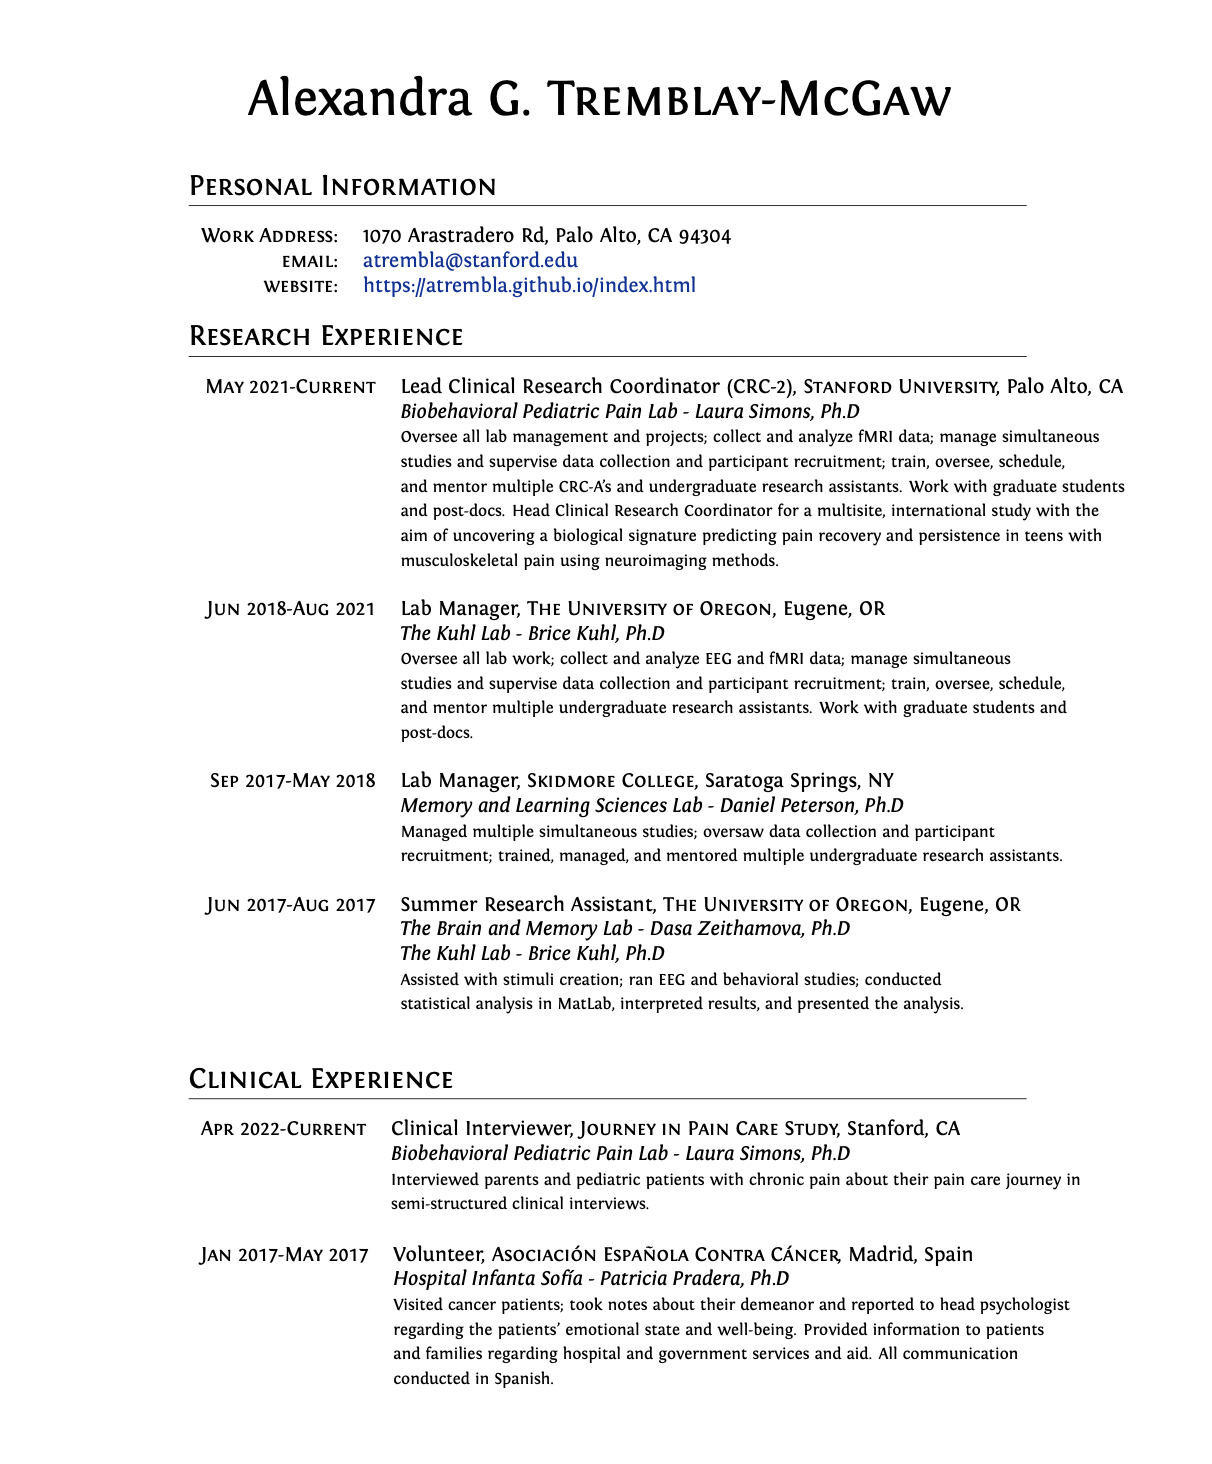 Alexandra G. Tremblay-McGaw
Personal Information
Work Address: 1070 Arastradero Rd, Palo Alto, CA 94304
email: atrembla@stanford.edu
website: https://atrembla.github.io/index.html
Research Experience
May 2021-Current Lead Clinical Research Coordinator (CRC-2), Stanford University, Palo Alto, CA
Biobehavioral Pediatric Pain Lab - Laura Simons, Ph.D
Oversee all lab management and projects; collect and analyze fMRI data; manage simultaneous
studies and supervise data collection and participant recruitment; train, oversee, schedule,
and mentor multiple CRC-A's and undergraduate research assistants. Work with graduate students
and post-docs. Head Clinical Research Coordinator for a multisite, international study with the
aim of uncovering a biological signature predicting pain recovery and persistence in teens with
musculoskeletal pain using neuroimaging methods.
Jun 2018-Aug 2021 Lab Manager, The University of Oregon, Eugene, OR
The Kuhl Lab - Brice Kuhl, Ph.D
Oversee all lab work; collect and analyze EEG and fMRI data; manage simultaneous
studies and supervise data collection and participant recruitment; train, oversee, schedule,
and mentor multiple undergraduate research assistants. Work with graduate students and
post-docs.
Sep 2017-May 2018 Lab Manager, Skidmore College, Saratoga Springs, NY
Memory and Learning Sciences Lab - Daniel Peterson, Ph.D
Managed multiple simultaneous studies; oversaw data collection and participant
recruitment; trained, managed, and mentored multiple undergraduate research assistants.
Jun 2017-Aug 2017 Summer Research Assistant, The University of Oregon, Eugene, OR
The Brain and Memory Lab - Dasa Zeithamova, Ph.D
The Kuhl Lab - Brice Kuhl, Ph.D
Assisted with stimuli creation; ran EEG and behavioral studies; conducted
statistical analysis in MatLab, interpreted results, and presented the analysis.
Clinical Experience
Apr 2022-Current Clinical Interviewer, Journey in Pain Care Study, Stanford, CA
Biobehavioral Pediatric Pain Lab - Laura Simons, Ph.D
Interviewed parents and pediatric patients with chronic pain about their pain care journey in
semi-structured clinical interviews.
Jan 2017-May 2017 Volunteer, Asociación Española Contra Cáncer, Madrid, Spain
Hospital Infanta Sofía - Patricia Pradera, Ph.D
Visited cancer patients; took notes about their demeanor and reported to head psychologist
regarding the patients' emotional state and well-being. Provided information to patients
and families regarding hospital and government services and aid. All communication
conducted in Spanish.